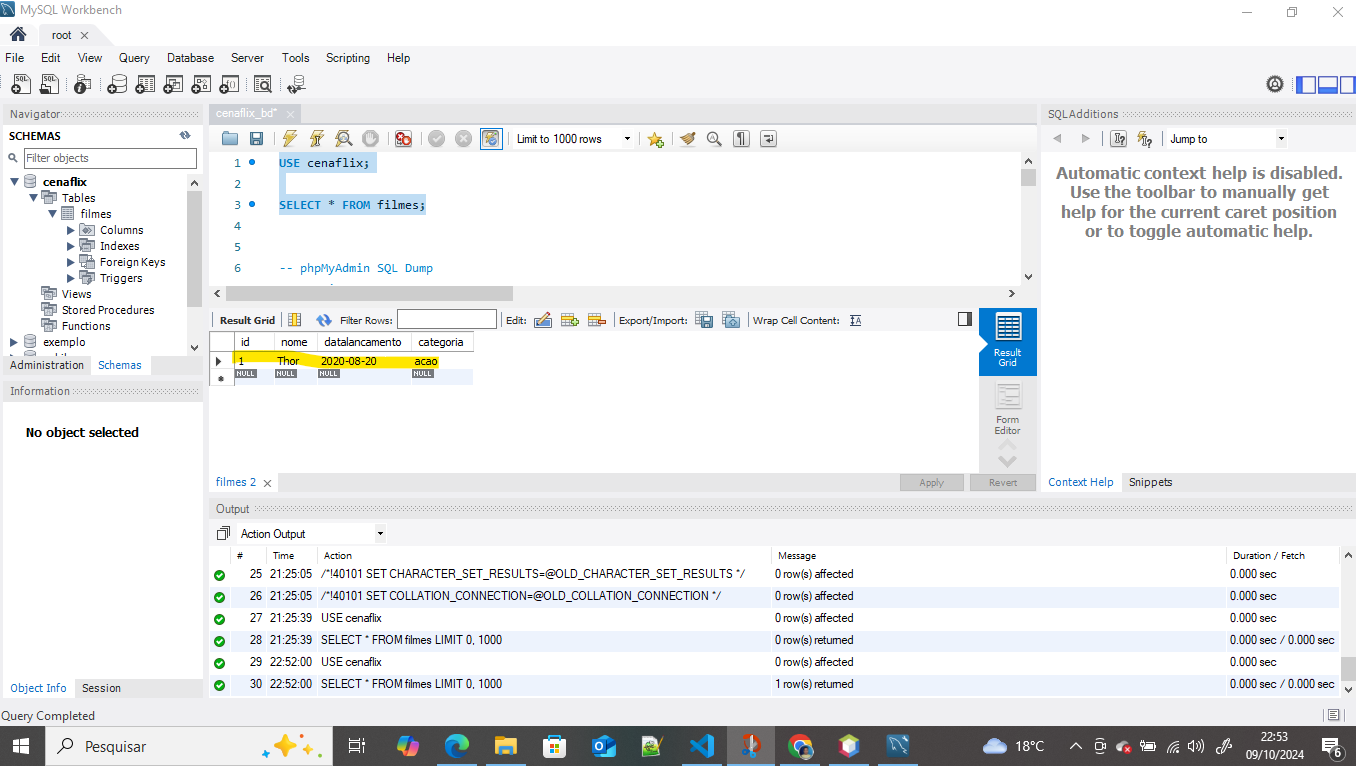 MySQL Workbench
root
File Edit View Query Database Server Tools Scripting Help
Navigator
SCHEMAS
Filter objects
cenaflix
Tables
filmes
Columns
Indexes
Foreign Keys
Triggers
Views
Stored Procedures
Functions
exemplo
Administration Schemas
Information
No object selected
Object Info Session
cenaflix_bd*
Limit to 1000 rows
1 USE cenaflix;
2
3 SELECT * FROM filmes;
4
5
6 -- phpMyAdmin SQL Dump
Result Grid Filter Rows: Edit: Export/Import: Wrap Cell Content:
id nome datalancamento categoria
1 Thor 2020-08-20 acao
NULL NULL NULL NULL
Result
Grid
Form
Editor
filmes 2 Apply Revert
SQLAdditions
Jump to
Automatic context help is disabled.
Use the toolbar to manually get
help for the current caret position
or to toggle automatic help.
Context Help Snippets
Output
Action Output
# Time Action Message Duration / Fetch
25 21:25:05 /*!40101 SET CHARACTER_SET_RESULTS=@OLD_CHARACTER_SET_RESULTS */ 0 row(s) affected 0.000 sec
26 21:25:05 /*!40101 SET COLLATION_CONNECTION=@OLD_COLLATION_CONNECTION */ 0 row(s) affected 0.000 sec
27 21:25:39 USE cenaflix 0 row(s) affected 0.000 sec
28 21:25:39 SELECT * FROM filmes LIMIT 0, 1000 0 row(s) returned 0.000 sec / 0.000 sec
29 22:52:00 USE cenaflix 0 row(s) affected 0.000 sec
30 22:52:00 SELECT * FROM filmes LIMIT 0, 1000 1 row(s) returned 0.000 sec / 0.000 sec
Query Completed
Pesquisar
18°C
22:53
09/10/2024
6